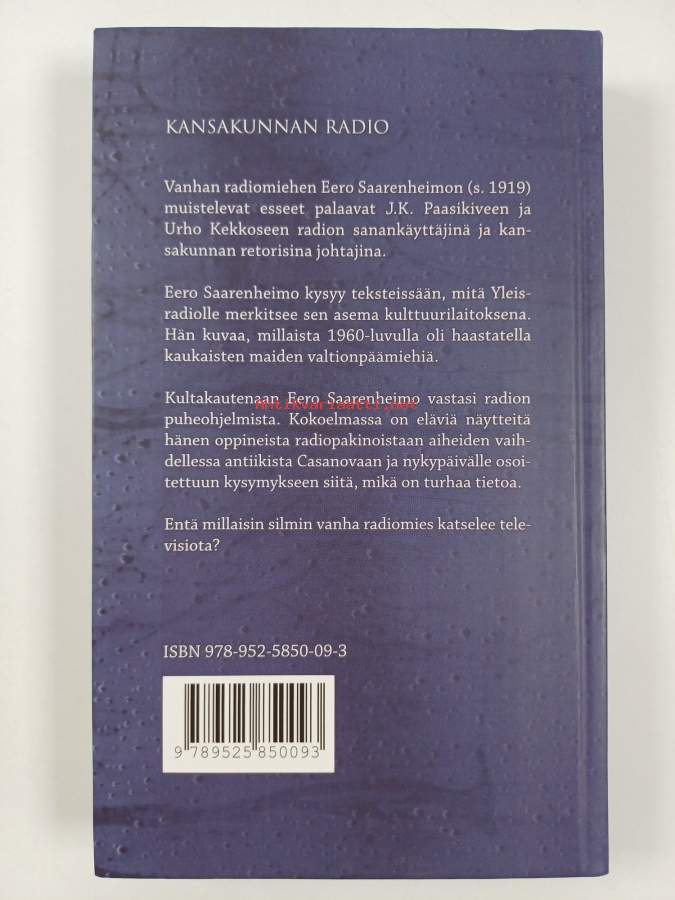 KANSAKUNNAN RADIO
Vanhan radiomiehen Eero Saarenheimon (s. 1919)
muistelevat esseet palaavat J.K. Paasikiveen ja
Urho Kekkoseen radion sanankäyttäjinä ja kan-
sakunnan retorisina johtajina.
Eero Saarenheimo kysyy teksteissään, mitä Yleis-
radiolle merkitsee sen asema kulttuurilaitoksena.
Hän kuvaa, millaista 1960-luvulla oli haastatella
kaukaisten maiden valtionpäämiehiä.
Kultakautenaan Eero Saarenheimo vastasi radion
antikvariaatti.net
puheohjelmista. Kokoelmassa on eläviä näytteitä
hänen oppineista radiopakinoistaan aiheiden vaih-
dellessa antiikista Casanovaan ja nykypäivälle osoi-
tettuun kysymykseen siitä, mikä on turhaa tietoa.
Entä millaisin silmin vanha radiomies katselee tele-
visiota?
ISBN 978-952-5850-09-3
9 789525 850093